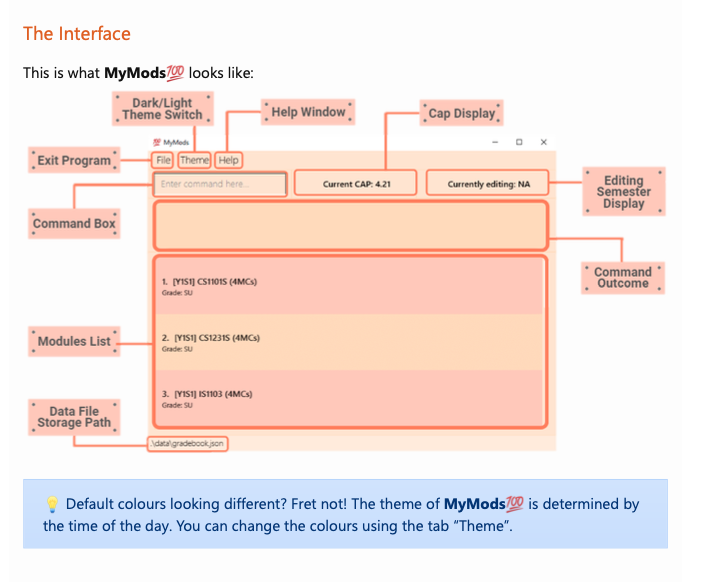 The Interface
This is what MyMods💯 looks like:
Dark/Light
Theme Switch
Help Window
Cap Display
💯 MyMods
Exit Program
File Theme Help
Enter command here...
Current CAP: 4.21
Currently editing: NA
Editing
Semester
Display
Command Box
Command
Outcome
1. [Y1S1] CS1101S (4MCs)
Grade: SU
Modules List
2. [Y1S1] CS1231S (4MCs)
Grade: SU
3. [Y1S1] IS1103 (4MCs)
Grade: SU
Data File
Storage Path
.\data\gradebook.json
💡 Default colours looking different? Fret not! The theme of MyMods💯 is determined by
the time of the day. You can change the colours using the tab “Theme”.